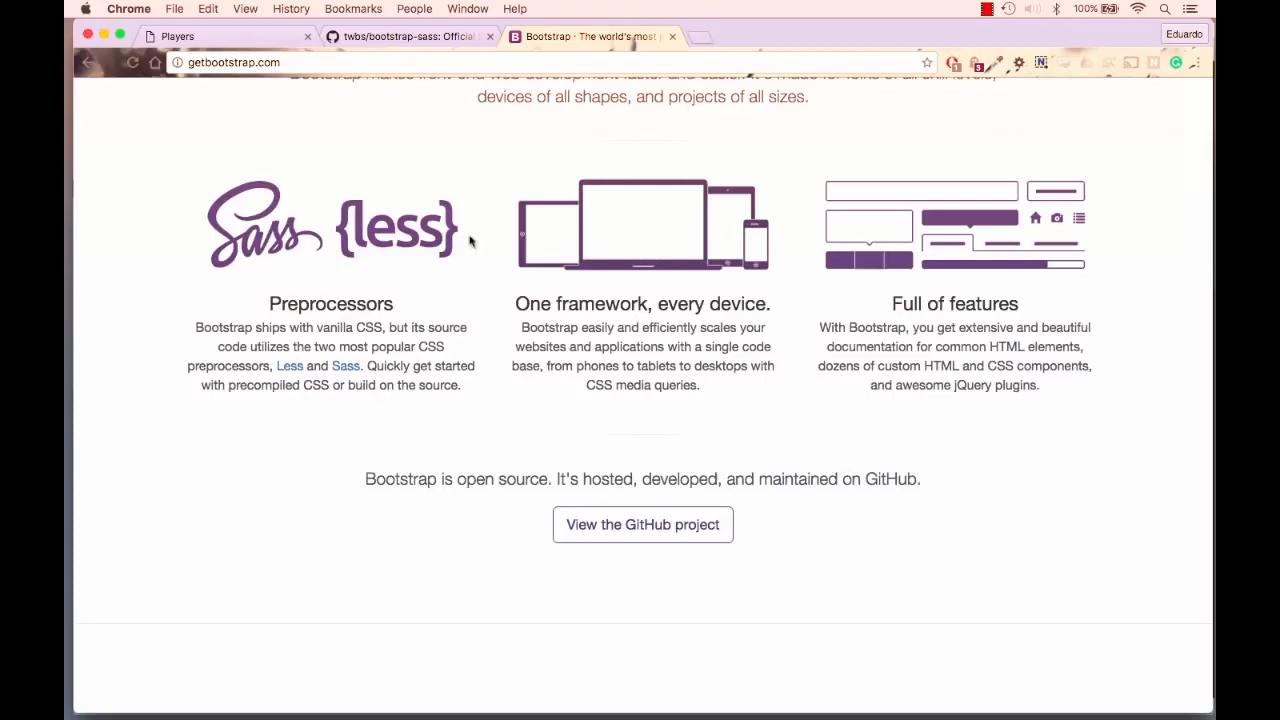 Chrome File Edit View History Bookmarks People Window Help 100%
Players
twbs/bootstrap-sass: Official
Bootstrap · The world's most
Eduardo
getbootstrap.com
devices of all shapes, and projects of all sizes.
Sass {less}
Preprocessors
Bootstrap ships with vanilla CSS, but its source
code utilizes the two most popular CSS
preprocessors, Less and Sass. Quickly get started
with precompiled CSS or build on the source.
One framework, every device.
Bootstrap easily and efficiently scales your
websites and applications with a single code
base, from phones to tablets to desktops with
CSS media queries.
Full of features
With Bootstrap, you get extensive and beautiful
documentation for common HTML elements,
dozens of custom HTML and CSS components,
and awesome jQuery plugins.
Bootstrap is open source. It's hosted, developed, and maintained on GitHub.
View the GitHub project